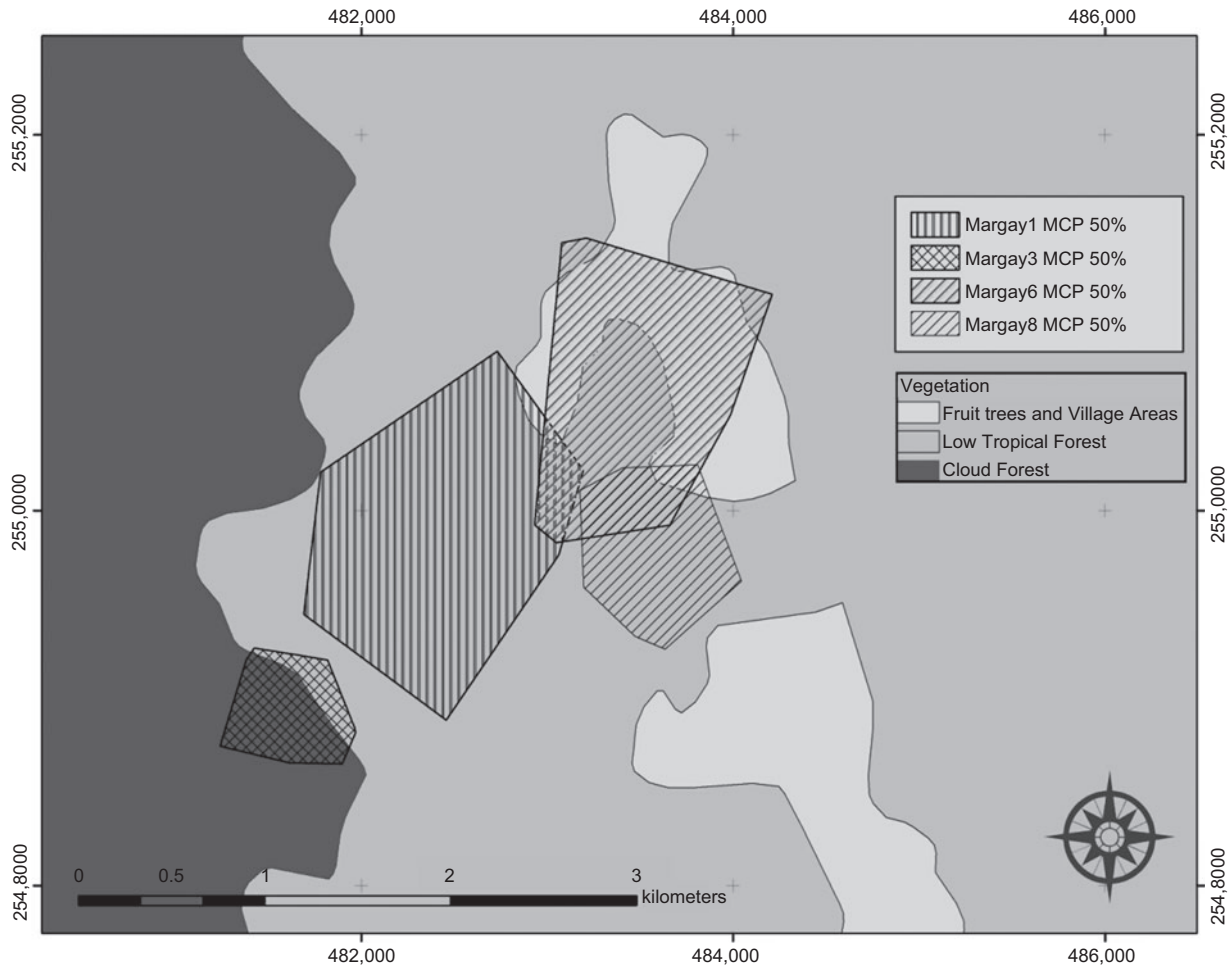 482,000 484,000 486,000
255,2000 255,2000
Margay1 MCP 50%
Margay3 MCP 50%
Margay6 MCP 50%
Margay8 MCP 50%
Vegetation
Fruit trees and Village Areas
Low Tropical Forest
Cloud Forest
255,0000 255,0000
254,8000 254,8000
0 0.5 1 2 3
kilometers
482,000 484,000 486,000